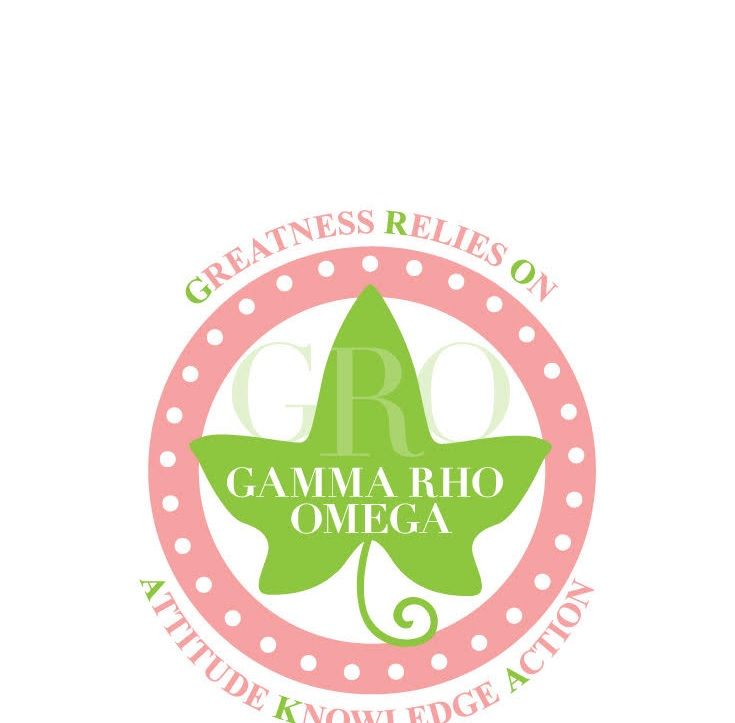 GREATNESS RELIES ON
GRO
GAMMA RHO
OMEGA
ATTITUDE KNOWLEDGE ACTION